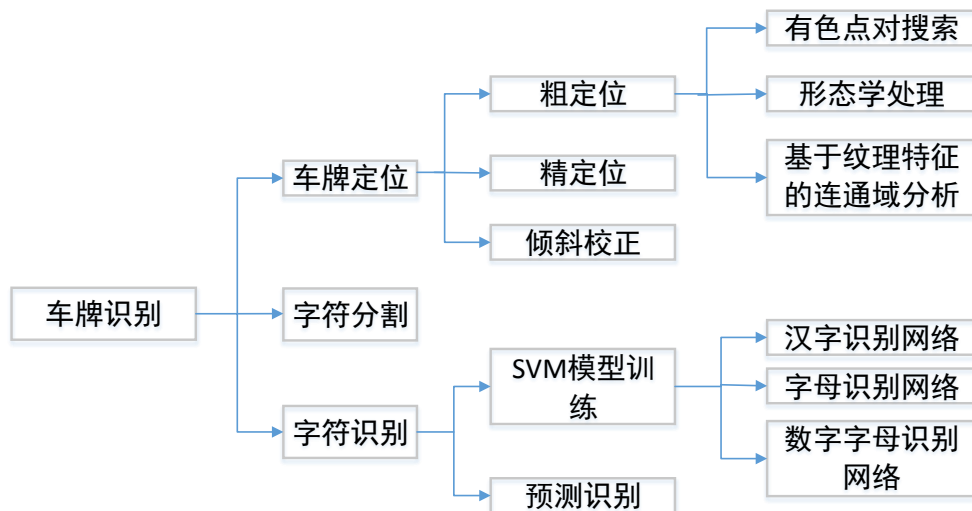 有色点对搜索
粗定位
形态学处理
基于纹理特征
的连通域分析
车牌定位
精定位
倾斜校正
车牌识别
字符分割
汉字识别网络
SVM模型训
练
字母识别网络
字符识别
数字字母识别
网络
预测识别